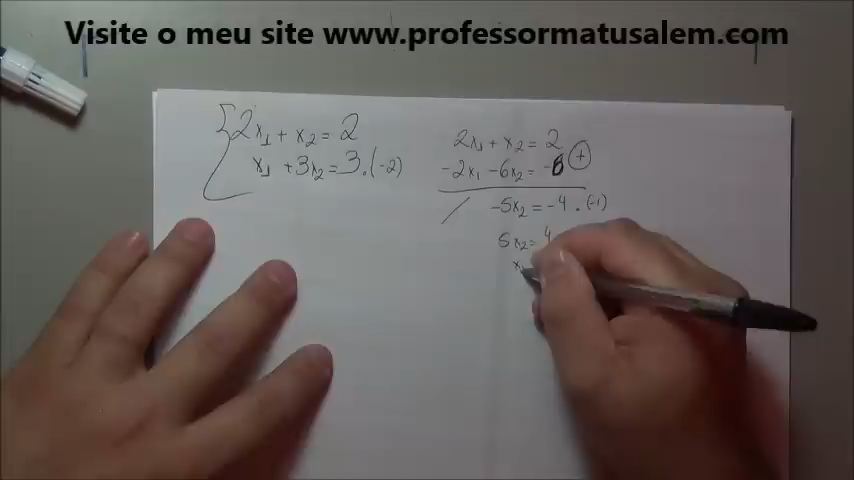 Visite o meu site www.professormatusalem.com
2x₁ + x₂ = 2
x₁ + 3x₂ = 3 . (-2)
2x₁ + x₂ = 2
-2x₁ - 6x₂ = -6 (+)
-5x₂ = -4 . (-1)
5x₂ = 4